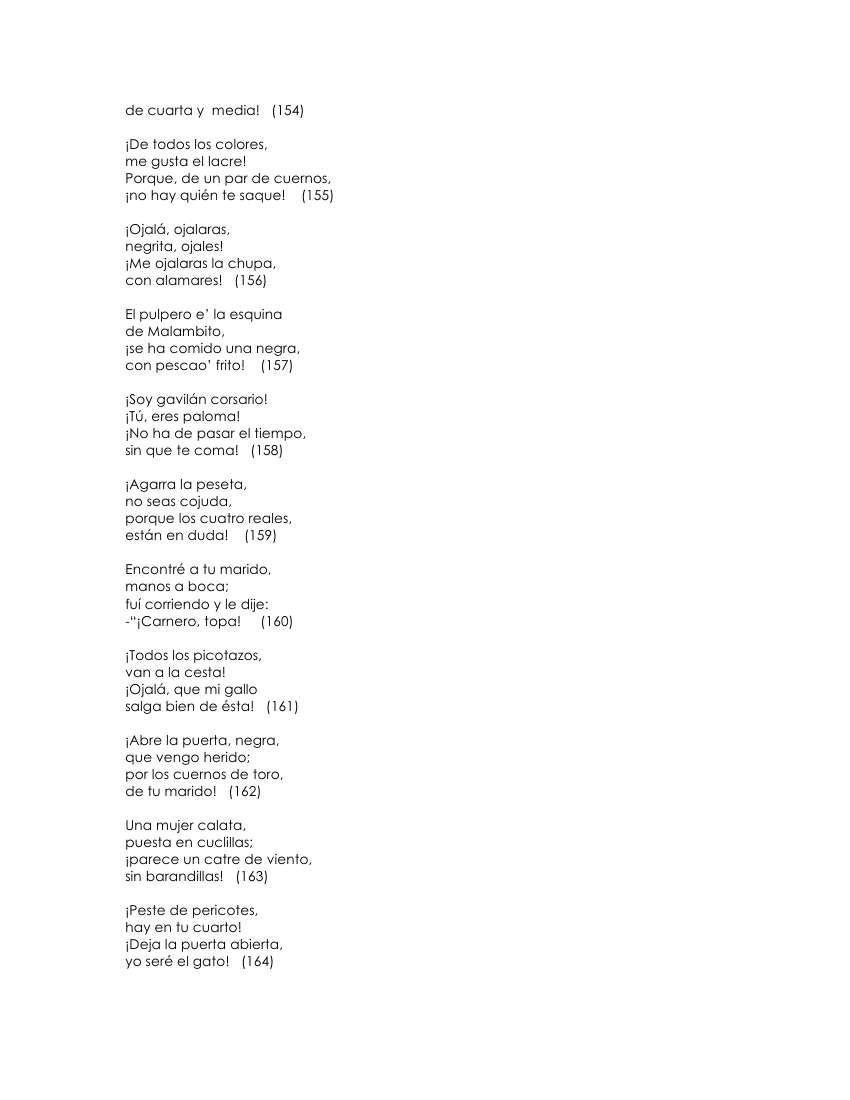 de cuarta y  media!   (154)

¡De todos los colores,
me gusta el lacre!
Porque, de un par de cuernos,
¡no hay quién te saque!    (155)

¡Ojalá, ojalaras,
negrita, ojales!
¡Me ojalaras la chupa,
con alamares!   (156)

El pulpero e’ la esquina
de Malambito,
¡se ha comido una negra,
con pescao’ frito!    (157)

¡Soy gavilán corsario!
¡Tú, eres paloma!
¡No ha de pasar el tiempo,
sin que te coma!   (158)

¡Agarra la peseta,
no seas cojuda,
porque los cuatro reales,
están en duda!    (159)

Encontré a tu marido,
manos a boca;
fuí corriendo y le dije:
-“¡Carnero, topa!     (160)

¡Todos los picotazos,
van a la cesta!
¡Ojalá, que mi gallo
salga bien de ésta!   (161)

¡Abre la puerta, negra,
que vengo herido;
por los cuernos de toro,
de tu marido!   (162)

Una mujer calata,
puesta en cuclillas;
¡parece un catre de viento,
sin barandillas!   (163)

¡Peste de pericotes,
hay en tu cuarto!
¡Deja la puerta abierta,
yo seré el gato!   (164)